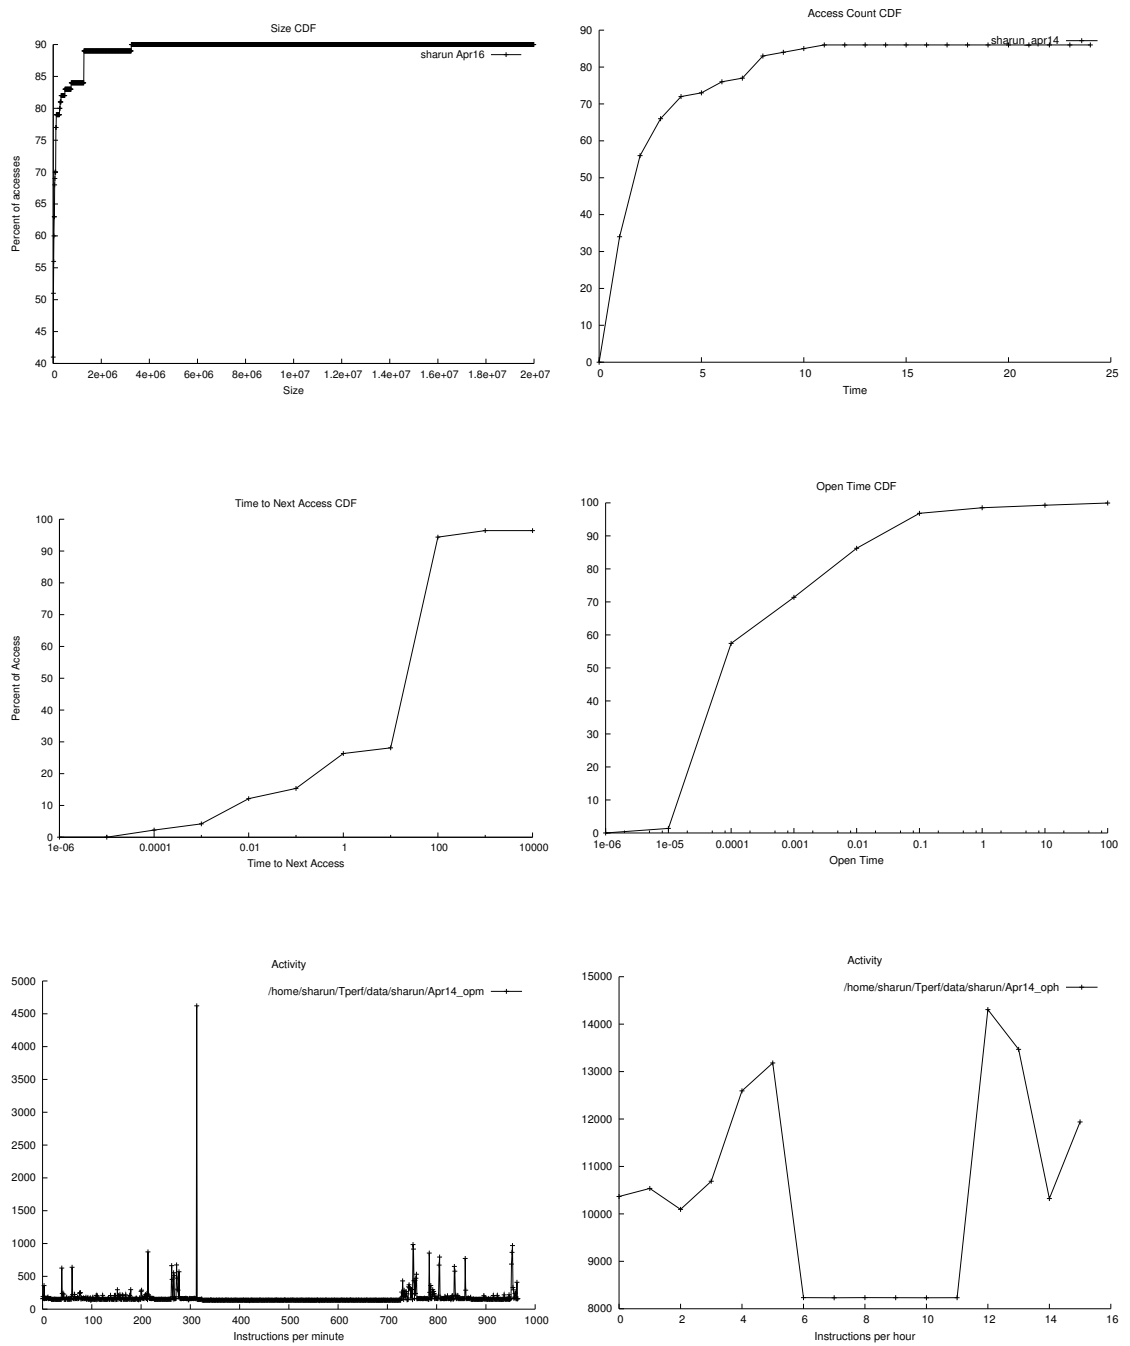 Size CDF
sharun Apr16
Percent of accesses
90
85
80
75
70
65
60
55
50
45
40
0 2e+06 4e+06 6e+06 8e+06 1e+07 1.2e+07 1.4e+07 1.6e+07 1.8e+07 2e+07
Size
Access Count CDF
sharun_apr14
90
80
70
60
50
40
30
20
10
0
0 5 10 15 20 25
Time
Time to Next Access CDF
Percent of Access
100
90
80
70
60
50
40
30
20
10
0
1e-06 0.0001 0.01 1 100 10000
Time to Next Access
Open Time CDF
100
90
80
70
60
50
40
30
20
10
0
1e-06 1e-05 0.0001 0.001 0.01 0.1 1 10 100
Open Time
Activity
/home/sharun/Tperf/data/sharun/Apr14_opm
5000
4500
4000
3500
3000
2500
2000
1500
1000
500
0
0 100 200 300 400 500 600 700 800 900 1000
Instructions per minute
Activity
/home/sharun/Tperf/data/sharun/Apr14_oph
15000
14000
13000
12000
11000
10000
9000
8000
0 2 4 6 8 10 12 14 16
Instructions per hour